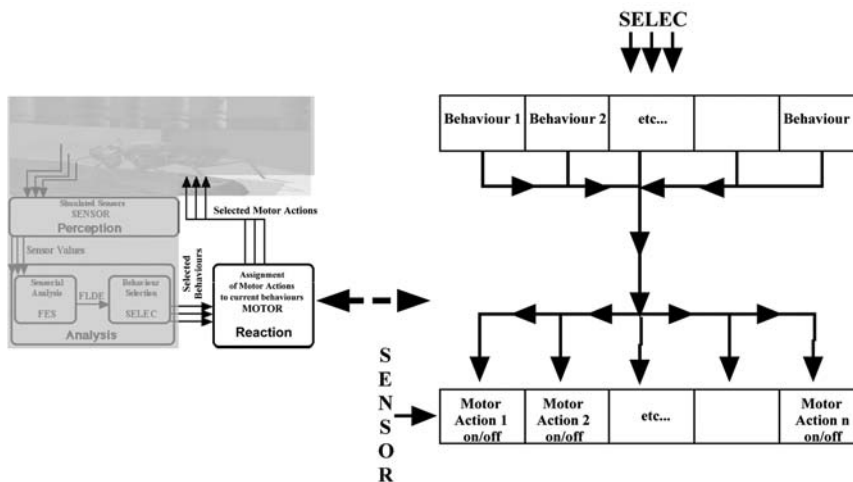 SELEC
Behaviour 1
Behaviour 2
etc...
Behaviour
Simulated Sensors
SENSOR
Perception
Sensor Values
Selected Motor Actions
Selected
Behaviours
Sensorial
Analysis
FES
FLDE
Behaviour
Selection
SELEC
Analysis
Assignment
of Motor Actions
to current behaviours
MOTOR
Reaction
SENSOR
Motor
Action 1
on/off
Motor
Action 2
on/off
etc...
Motor
Action n
on/off